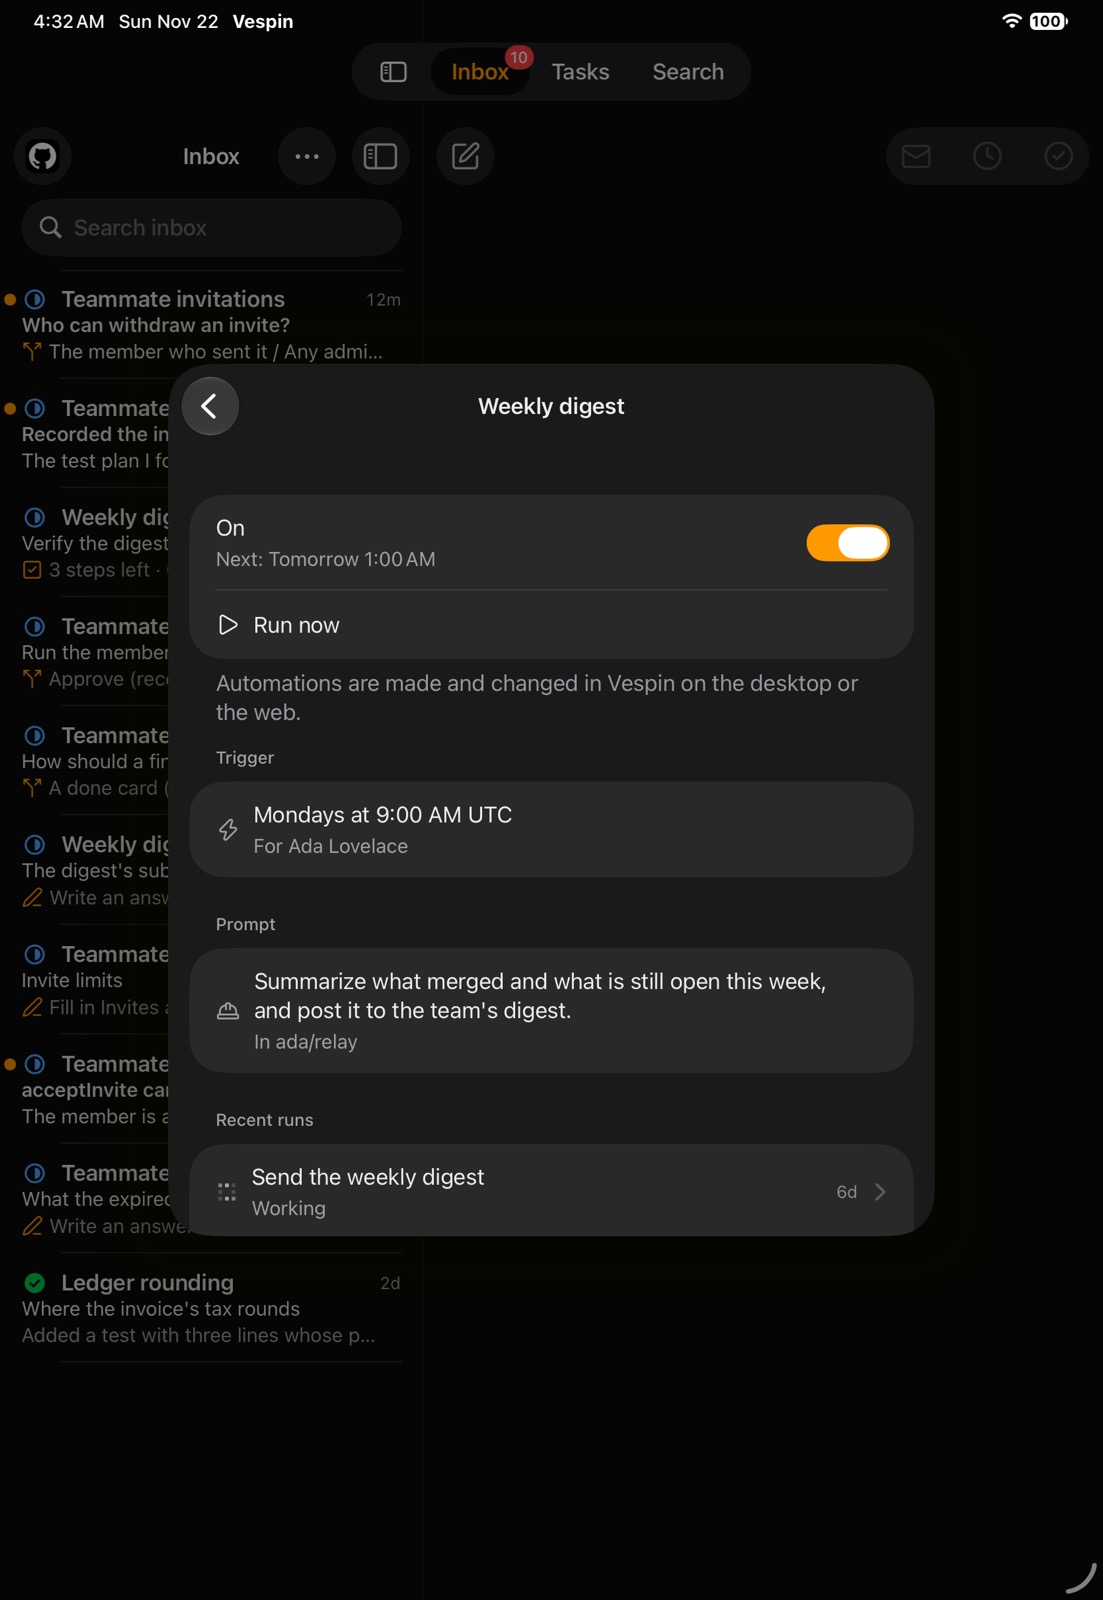 4:32 AM Sun Nov 22 Vespin
100
Inbox
10
Tasks
Search
Inbox
Search inbox
Teammate invitations
12m
Who can withdraw an invite?
The member who sent it / Any admi...
Teammate
Recorded the in
The test plan I fo
Weekly dig
Verify the digest
3 steps left ·
Teammate
Run the member
Approve (rec
Teammate
How should a fin
A done card (
Weekly dig
The digest's sub
Write an answ
Teammate
Invite limits
Fill in Invites a
Teammate
acceptInvite ca
The member is a
Teammate
What the expired
Write an answe
Ledger rounding
2d
Where the invoice's tax rounds
Added a test with three lines whose p...
Weekly digest
On
Next: Tomorrow 1:00 AM
Run now
Automations are made and changed in Vespin on the desktop or
the web.
Trigger
Mondays at 9:00 AM UTC
For Ada Lovelace
Prompt
Summarize what merged and what is still open this week,
and post it to the team's digest.
In ada/relay
Recent runs
Send the weekly digest
Working
6d